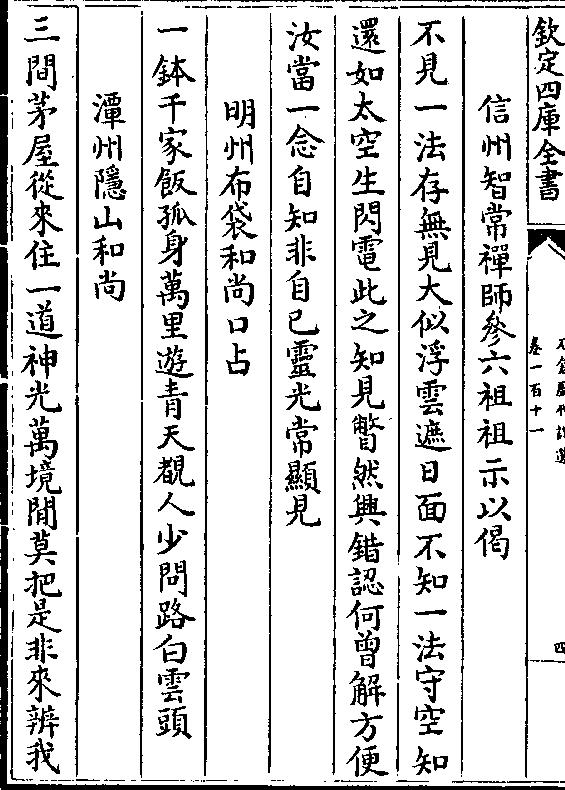 欽定四庫全書
卷一百十一
四
信州智常禪師參六祖祖示以偈
不見一法存無見大似浮雲遮日面不知一法守空知
還如太空生閃電此之知見瞥然興錯認何曾解方便
汝當一念自知非自已靈光常顯見
明州布袋和尚口占
一鉢千家飯孤身萬里遊青天覩人少問路白雲頭
潭州隱山和尚
三間茅屋從來住一道神光萬境閒莫把是非來辨我